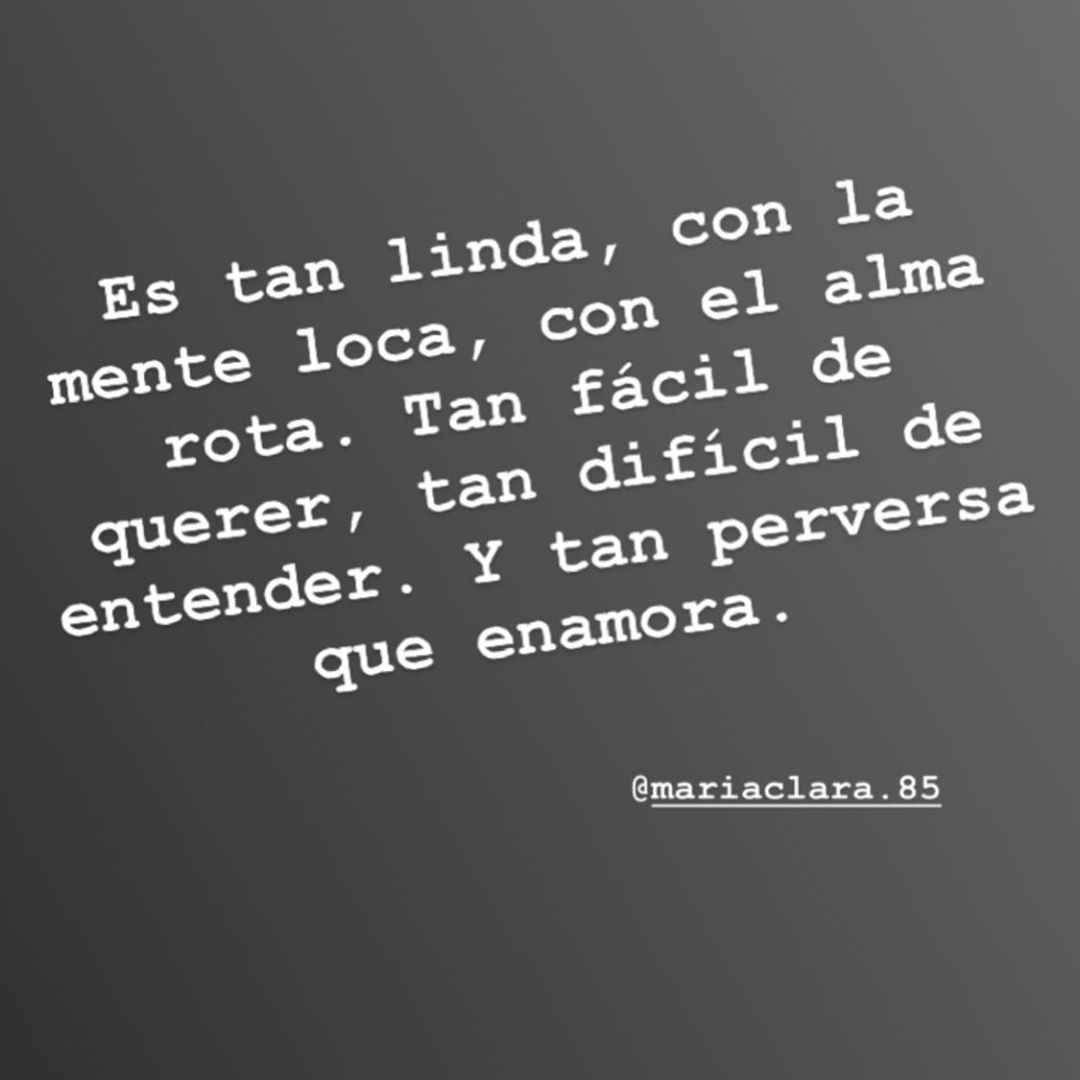 Es tan linda, con la
mente loca, con el alma
rota. Tan fácil de
querer, tan difícil de
entender. Y tan perversa
que enamora.
@mariaclara.85